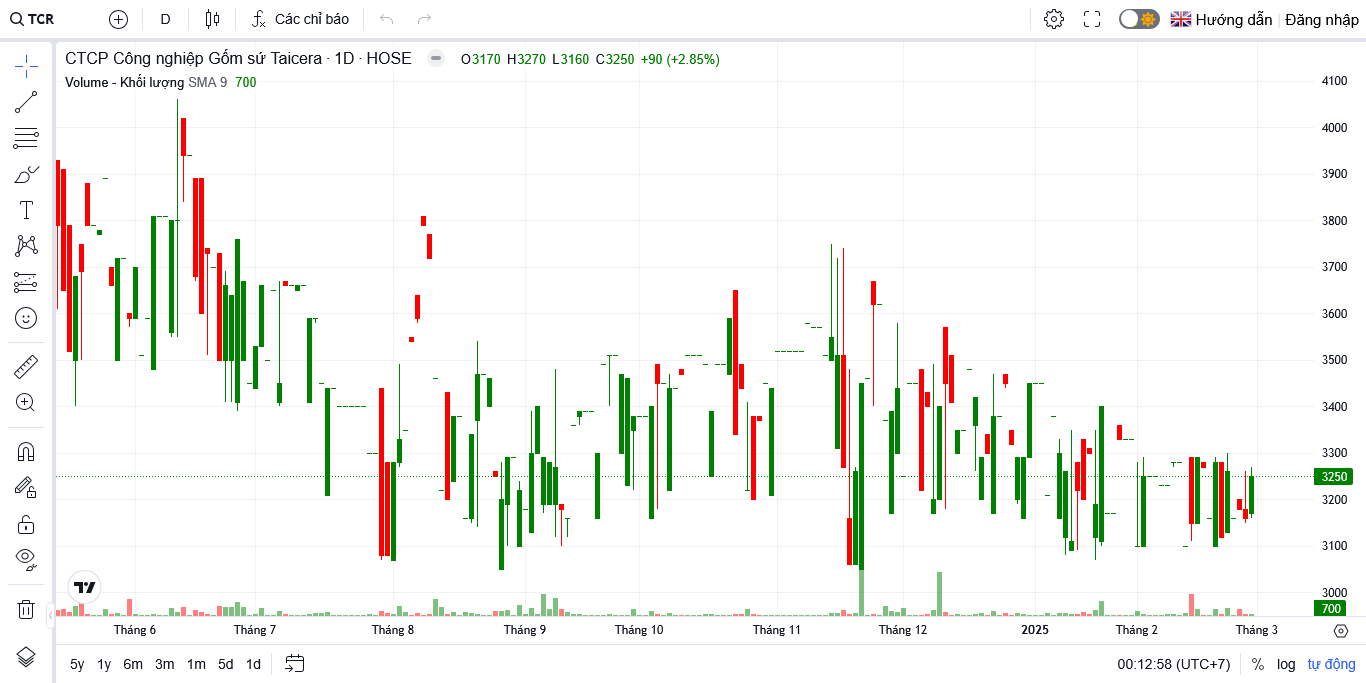 TCR D Các chỉ báo Hướng dẫn Đăng nhập
CTCP Công nghiệp Gốm sứ Taicera · 1D · HOSE O3170 H3270 L3160 C3250 +90 (+2.85%)
Volume - Khối lượng SMA 9 700
4100
4000
3900
3800
3700
3600
3500
3400
3300
3250
3200
3100
3000
700
Tháng 6 Tháng 7 Tháng 8 Tháng 9 Tháng 10 Tháng 11 Tháng 12 2025 Tháng 2 Tháng 3
5y 1y 6m 3m 1m 5d 1d 00:12:58 (UTC+7) % log tự động